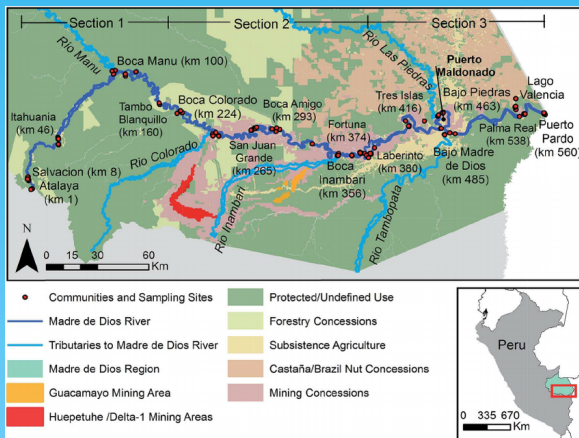 Section 1
Section 2
Section 3
Rio Manu
Boca Manu (km 100)
Rio Las Piedras
Puerto
Maldonado
Tambo
Blanquillo
(km 160)
Boca Colorado
(km 224)
Boca Amigo
(km 293)
Tres Islas
(km 416)
Bajo Piedras
(km 463)
Lago
Valencia
Itahuania
(km 46)
Fortuna
(km 374)
Palma Real
(km 538)
Puerto
Pardo
(km 560)
Rio Colorado
San Juan
Grande
(km 265)
Boca
Inambari
(km 356)
Laberinto
(km 380)
Bajo Madre
de Dios
(km 485)
Salvacion (km 8)
Atalaya
(km 1)
Rio Inambari
Rio Tambopata
N
0 15 30 60
Km
Communities and Sampling Sites
Madre de Dios River
Tributaries to Madre de Dios River
Madre de Dios Region
Guacamayo Mining Area
Huepetuhe /Delta-1 Mining Areas
Protected/Undefined Use
Forestry Concessions
Subsistence Agriculture
Castaña/Brazil Nut Concessions
Mining Concessions
Peru
0 335 670
Km